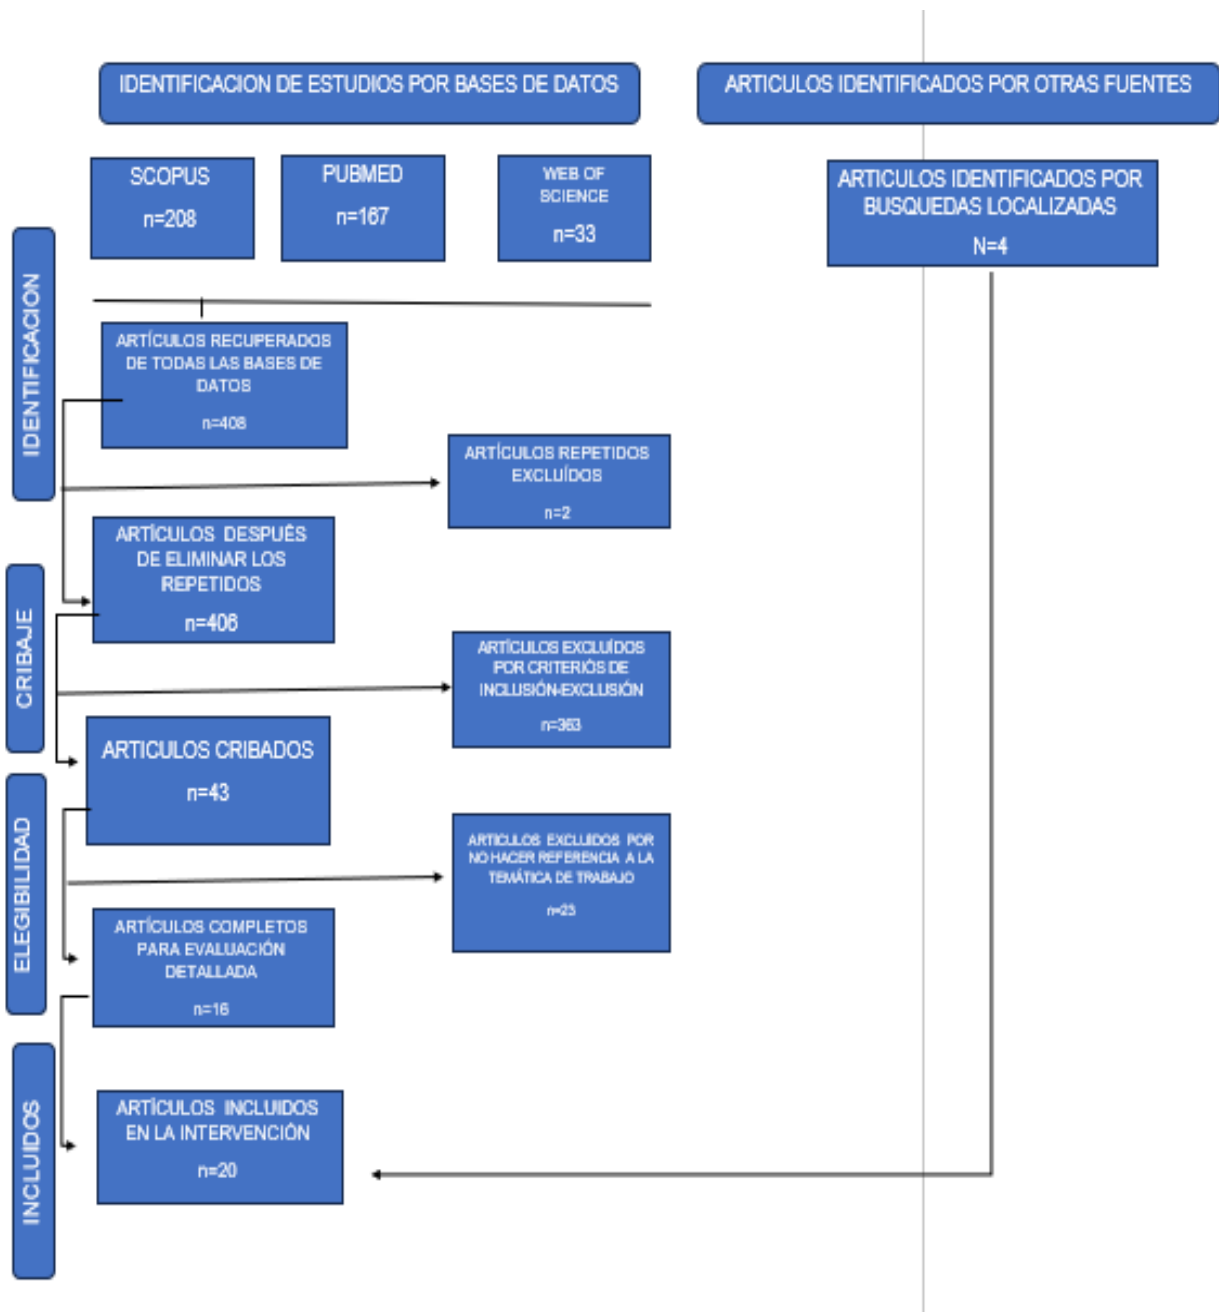 IDENTIFICACION DE ESTUDIOS POR BASES DE DATOS
ARTICULOS IDENTIFICADOS POR OTRAS FUENTES
SCOPUS
n=208
PUBMED
n=167
WEB OF
SCIENCE
n=33
ARTICULOS IDENTIFICADOS POR
BUSQUEDAS LOCALIZADAS
N=4
IDENTIFICACION
ARTÍCULOS RECUPERADOS
DE TODAS LAS BASES DE
DATOS
n=408
ARTÍCULOS REPETIDOS
EXCLUÍDOS
n=2
ARTÍCULOS DESPUÉS
DE ELIMINAR LOS
REPETIDOS
n=406
CRIBAJE
ARTÍCULOS EXCLUÍDOS
POR CRITERIÓS DE
INCLUSIÓN-EXCLUSIÓN
n=363
ARTICULOS CRIBADOS
n=43
ELEGIBILIDAD
ARTICULOS EXCLUÍDOS POR
NO HACER REFERENCIA A LA
TEMÁTICA DE TRABAJO
n=23
ARTÍCULOS COMPLETOS
PARA EVALUACIÓN
DETALLADA
n=16
INCLUIDOS
ARTÍCULOS INCLUIDOS
EN LA INTERVENCIÓN
n=20